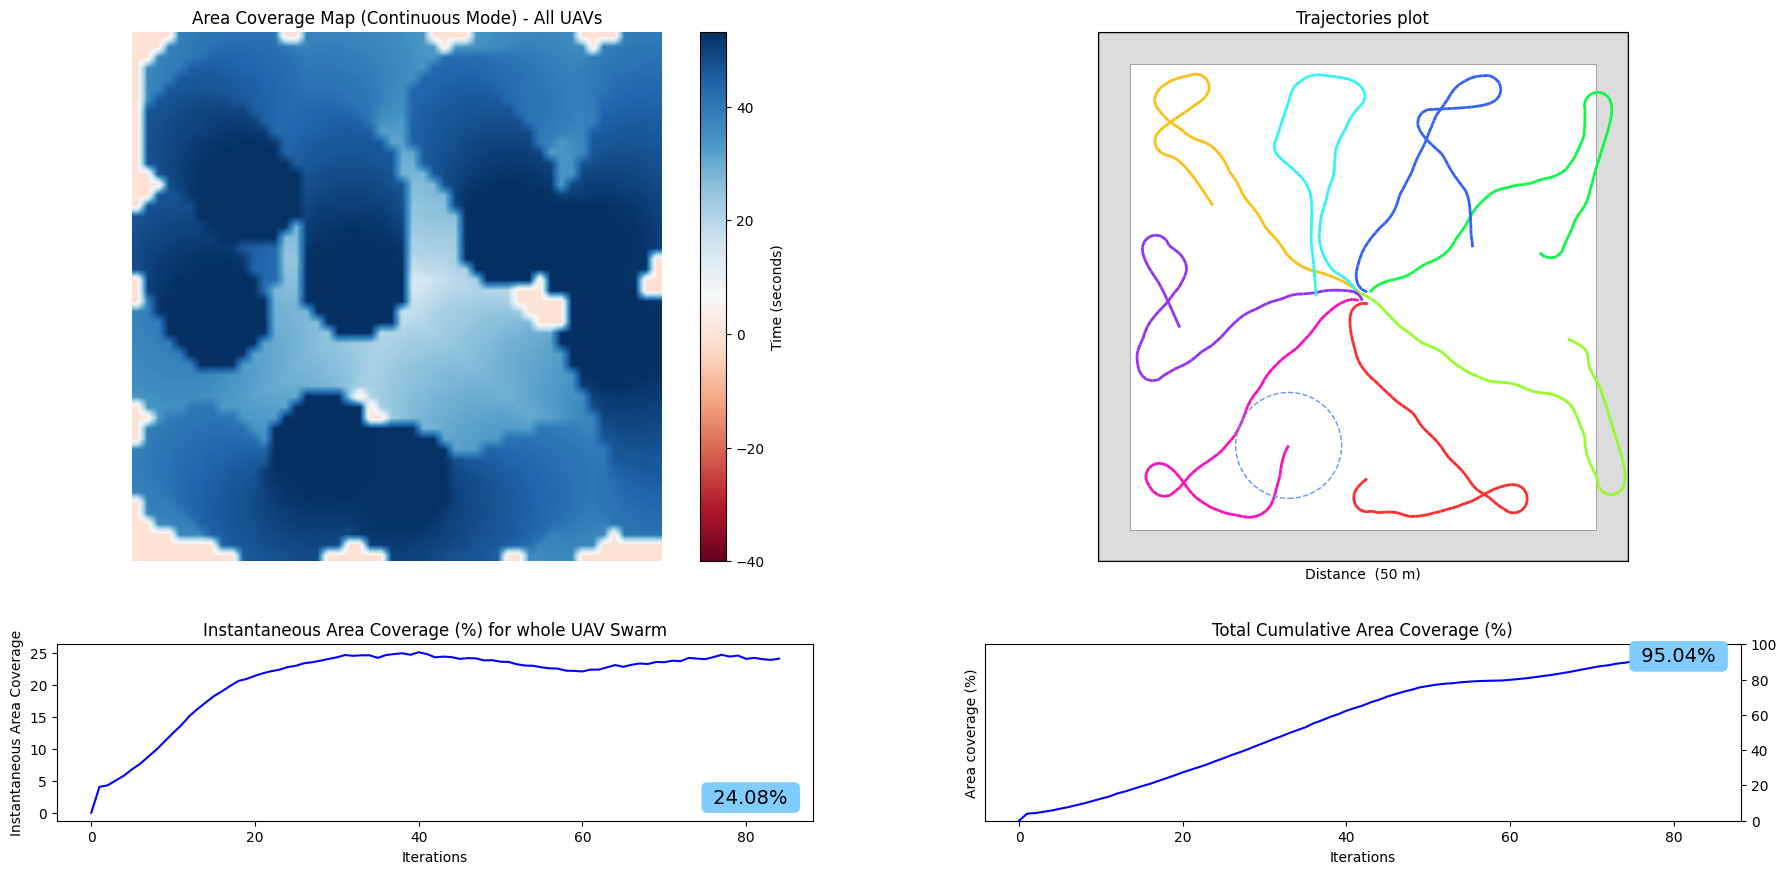 Area Coverage Map (Continuous Mode) - All UAVs
40
20
0
−20
−40
Time (seconds)
Trajectories plot
Distance  (50 m)
Instantaneous Area Coverage (%) for whole UAV Swarm
Instantaneous Area Coverage
25
20
15
10
5
0
24.08%
0 20 40 60 80
Iterations
Total Cumulative Area Coverage (%)
Area coverage (%)
95.04%
100
80
60
40
20
0
0 20 40 60 80
Iterations